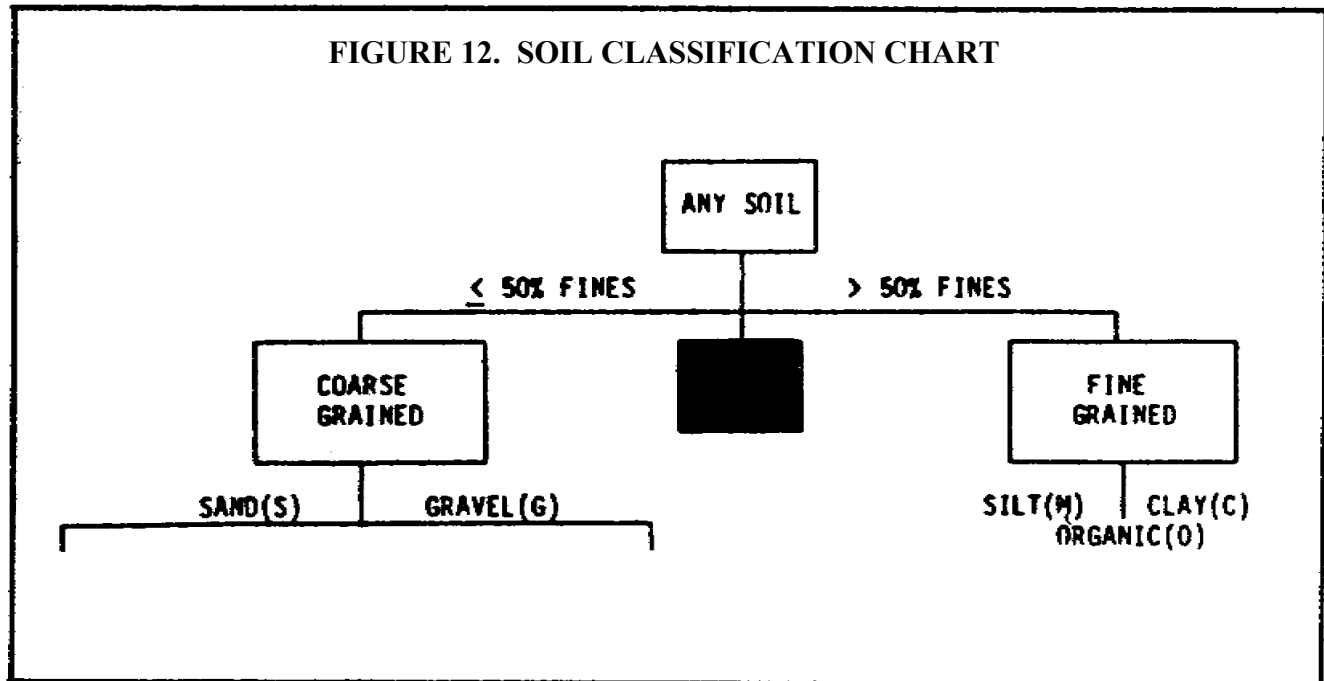 FIGURE 12. SOIL CLASSIFICATION CHART
ANY SOIL
≤ 50% FINES
> 50% FINES
COARSE
GRAINED
FINE
GRAINED
SAND(S)
GRAVEL(G)
SILT(M)
CLAY(C)
ORGANIC(O)